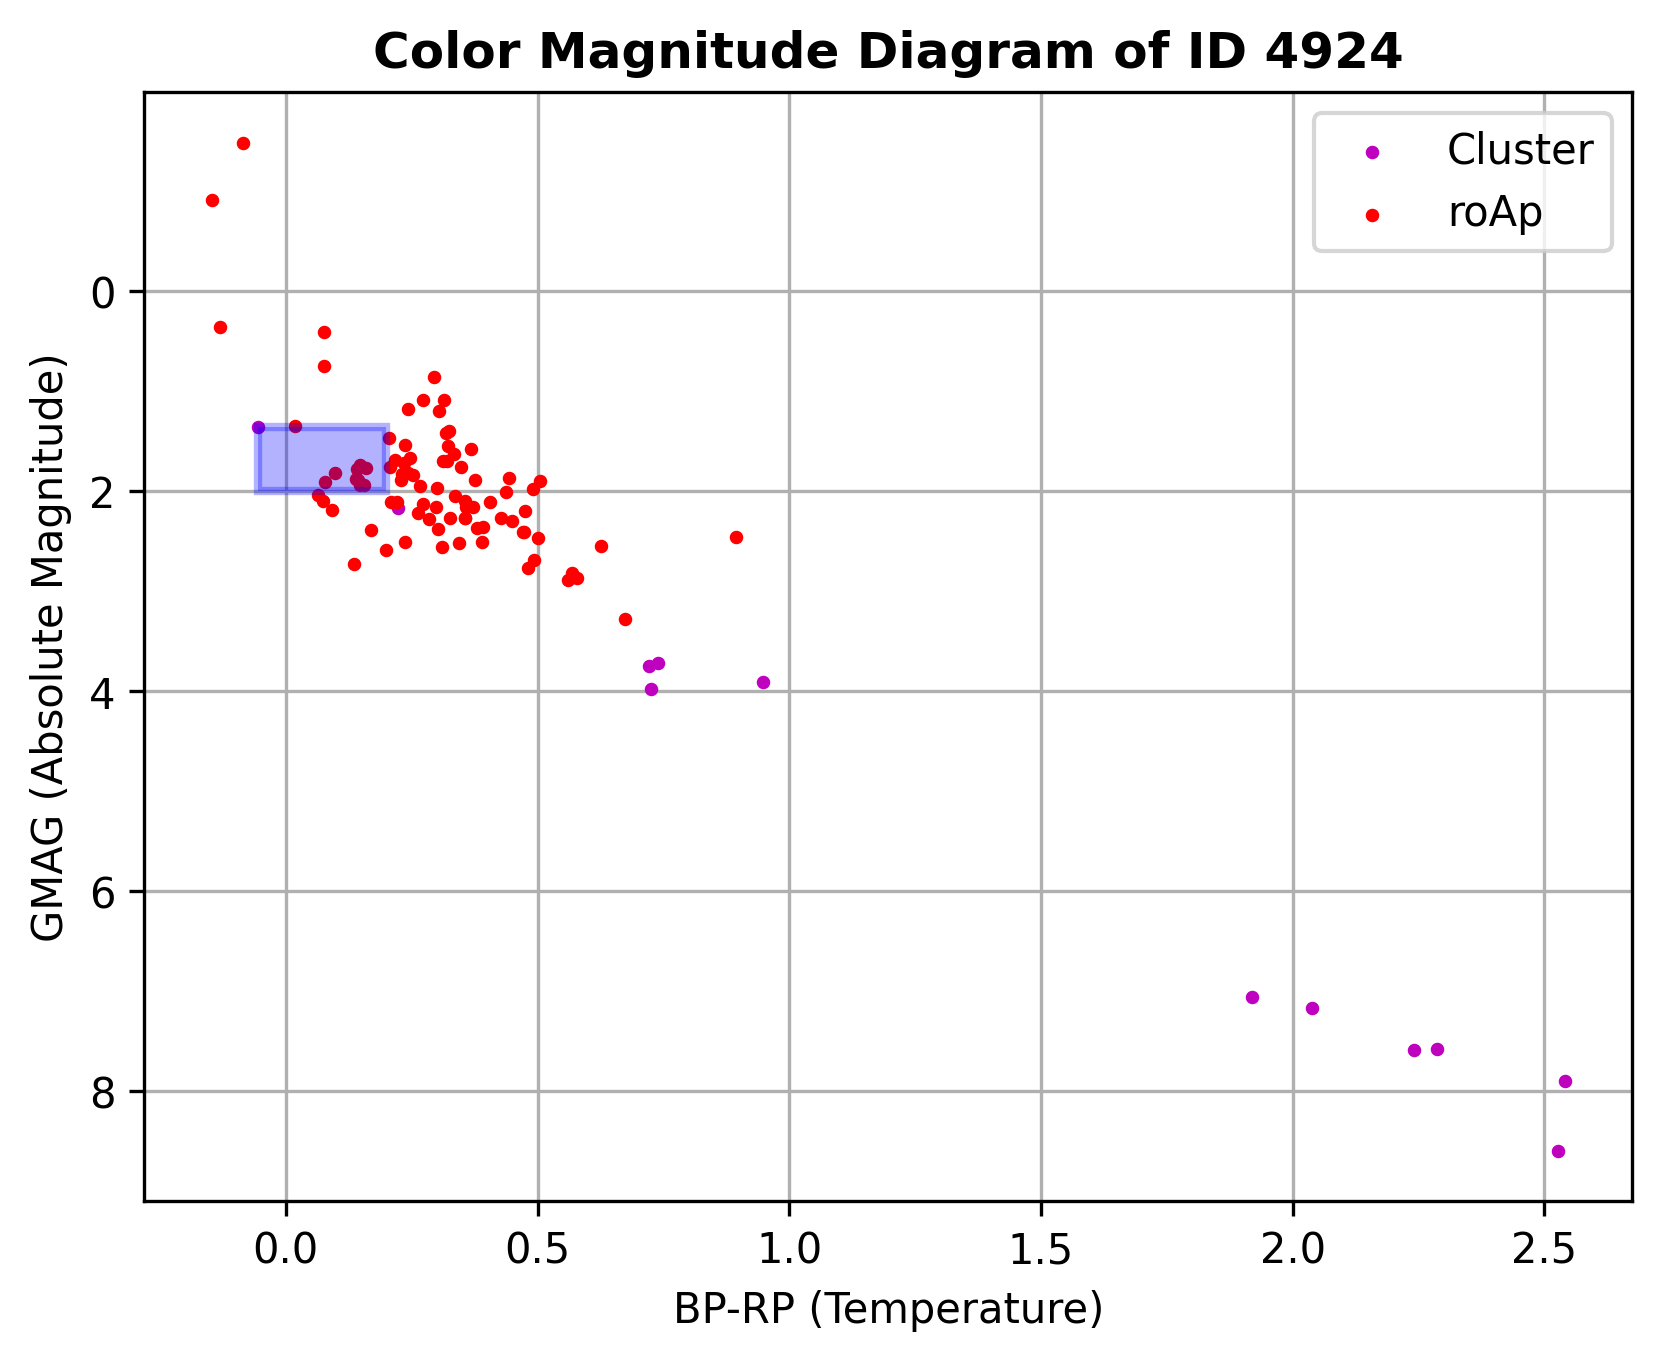 Color Magnitude Diagram of ID 4924
Cluster
roAp
GMAG (Absolute Magnitude)
0
2
4
6
8
0.0 0.5 1.0 1.5 2.0 2.5
BP-RP (Temperature)